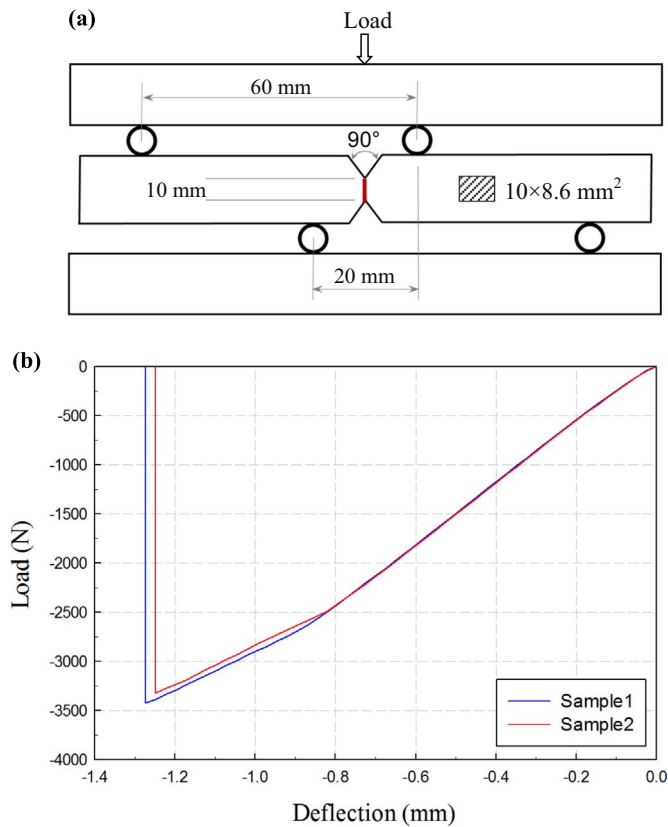 (a)
Load
60 mm
90°
10 mm
10×8.6 mm²
20 mm
(b)
0
-500
-1000
-1500
-2000
-2500
-3000
-3500
-4000
Load (N)
Sample1
Sample2
-1.4 -1.2 -1.0 -0.8 -0.6 -0.4 -0.2 0.0
Deflection (mm)